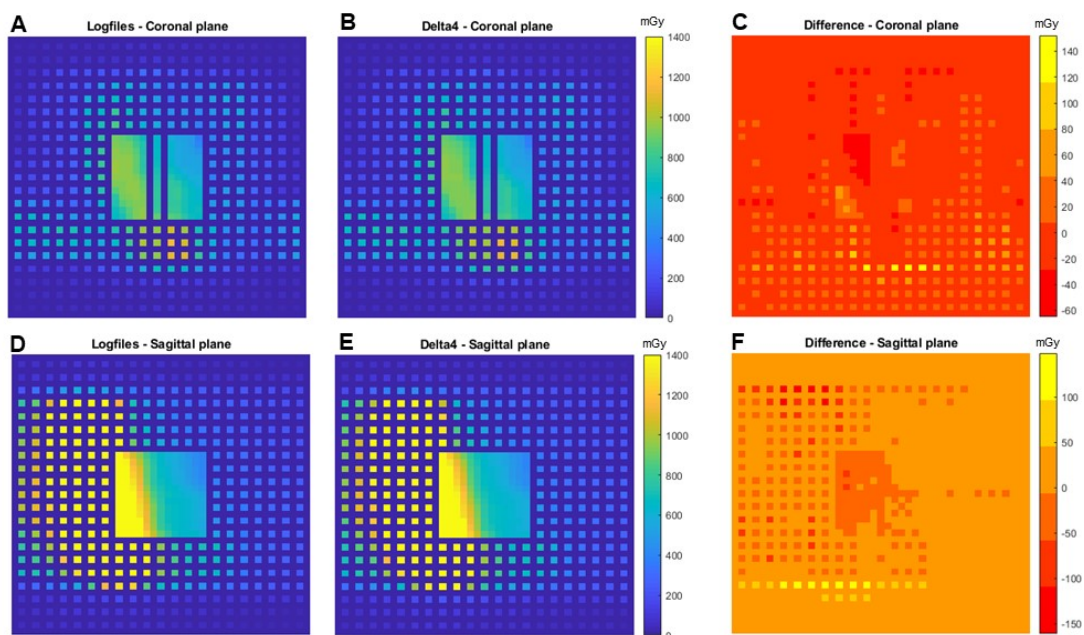 A
Logfiles - Coronal plane
B
Delta4 - Coronal plane
mGy
1400
1200
1000
800
600
400
200
0
C
Difference - Coronal plane
140
120
100
80
60
40
20
0
-20
-40
-60
mGy
D
Logfiles - Sagittal plane
E
Delta4 - Sagittal plane
mGy
1400
1200
1000
800
600
400
200
0
F
Difference - Sagittal plane
mGy
100
50
0
-50
-100
-150